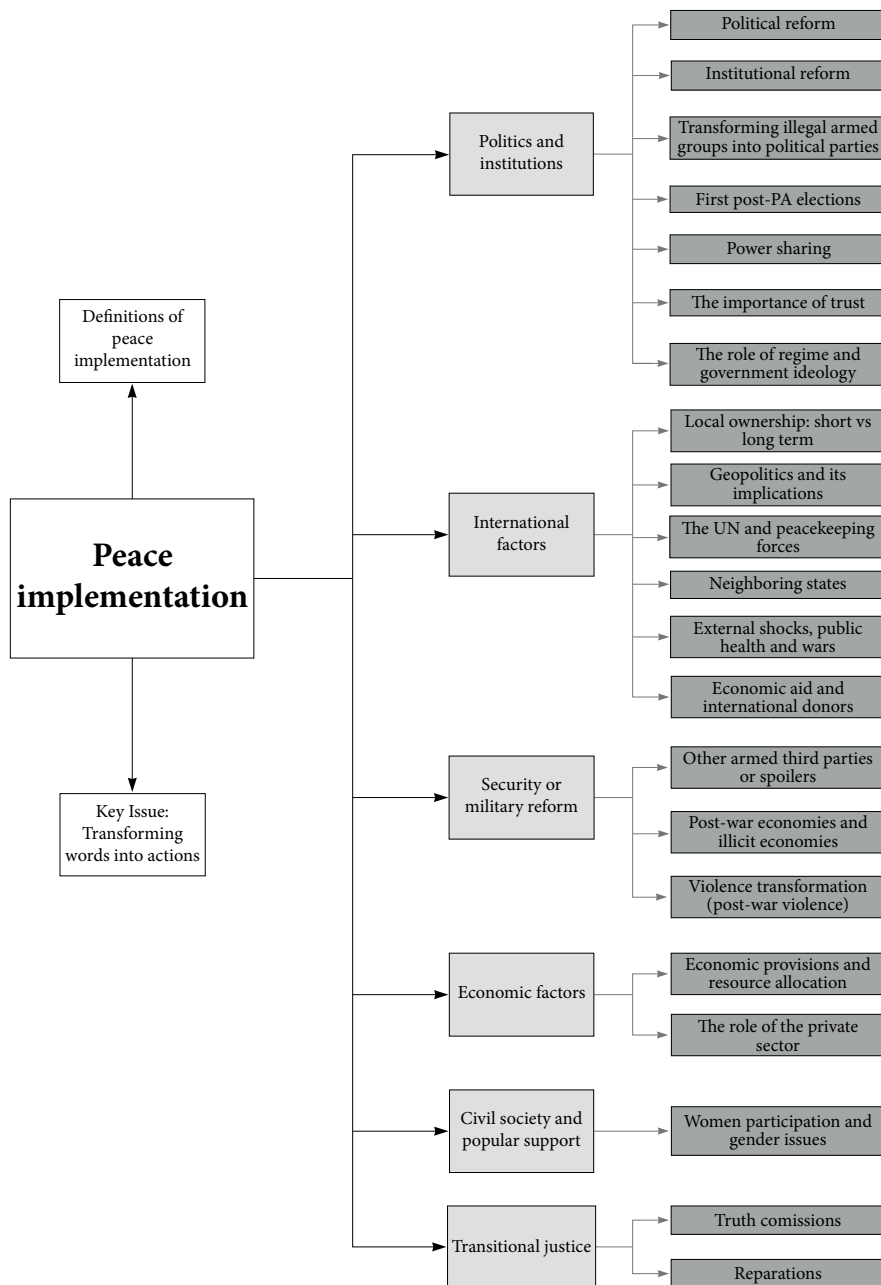 Peace
implementation
Definitions of
peace
implementation
Key Issue:
Transforming
words into actions
Politics and
institutions
Political reform
Institutional reform
Transforming illegal armed
groups into political parties
First post-PA elections
Power sharing
The importance of trust
The role of regime and
government ideology
International
factors
Local ownership: short vs
long term
Geopolitics and its
implications
The UN and peacekeeping
forces
Neighboring states
External shocks, public
health and wars
Economic aid and
international donors
Security or
military reform
Other armed third parties
or spoilers
Post-war economies and
illicit economies
Violence transformation
(post-war violence)
Economic factors
Economic provisions and
resource allocation
The role of the private
sector
Civil society and
popular support
Women participation and
gender issues
Transitional justice
Truth comissions
Reparations